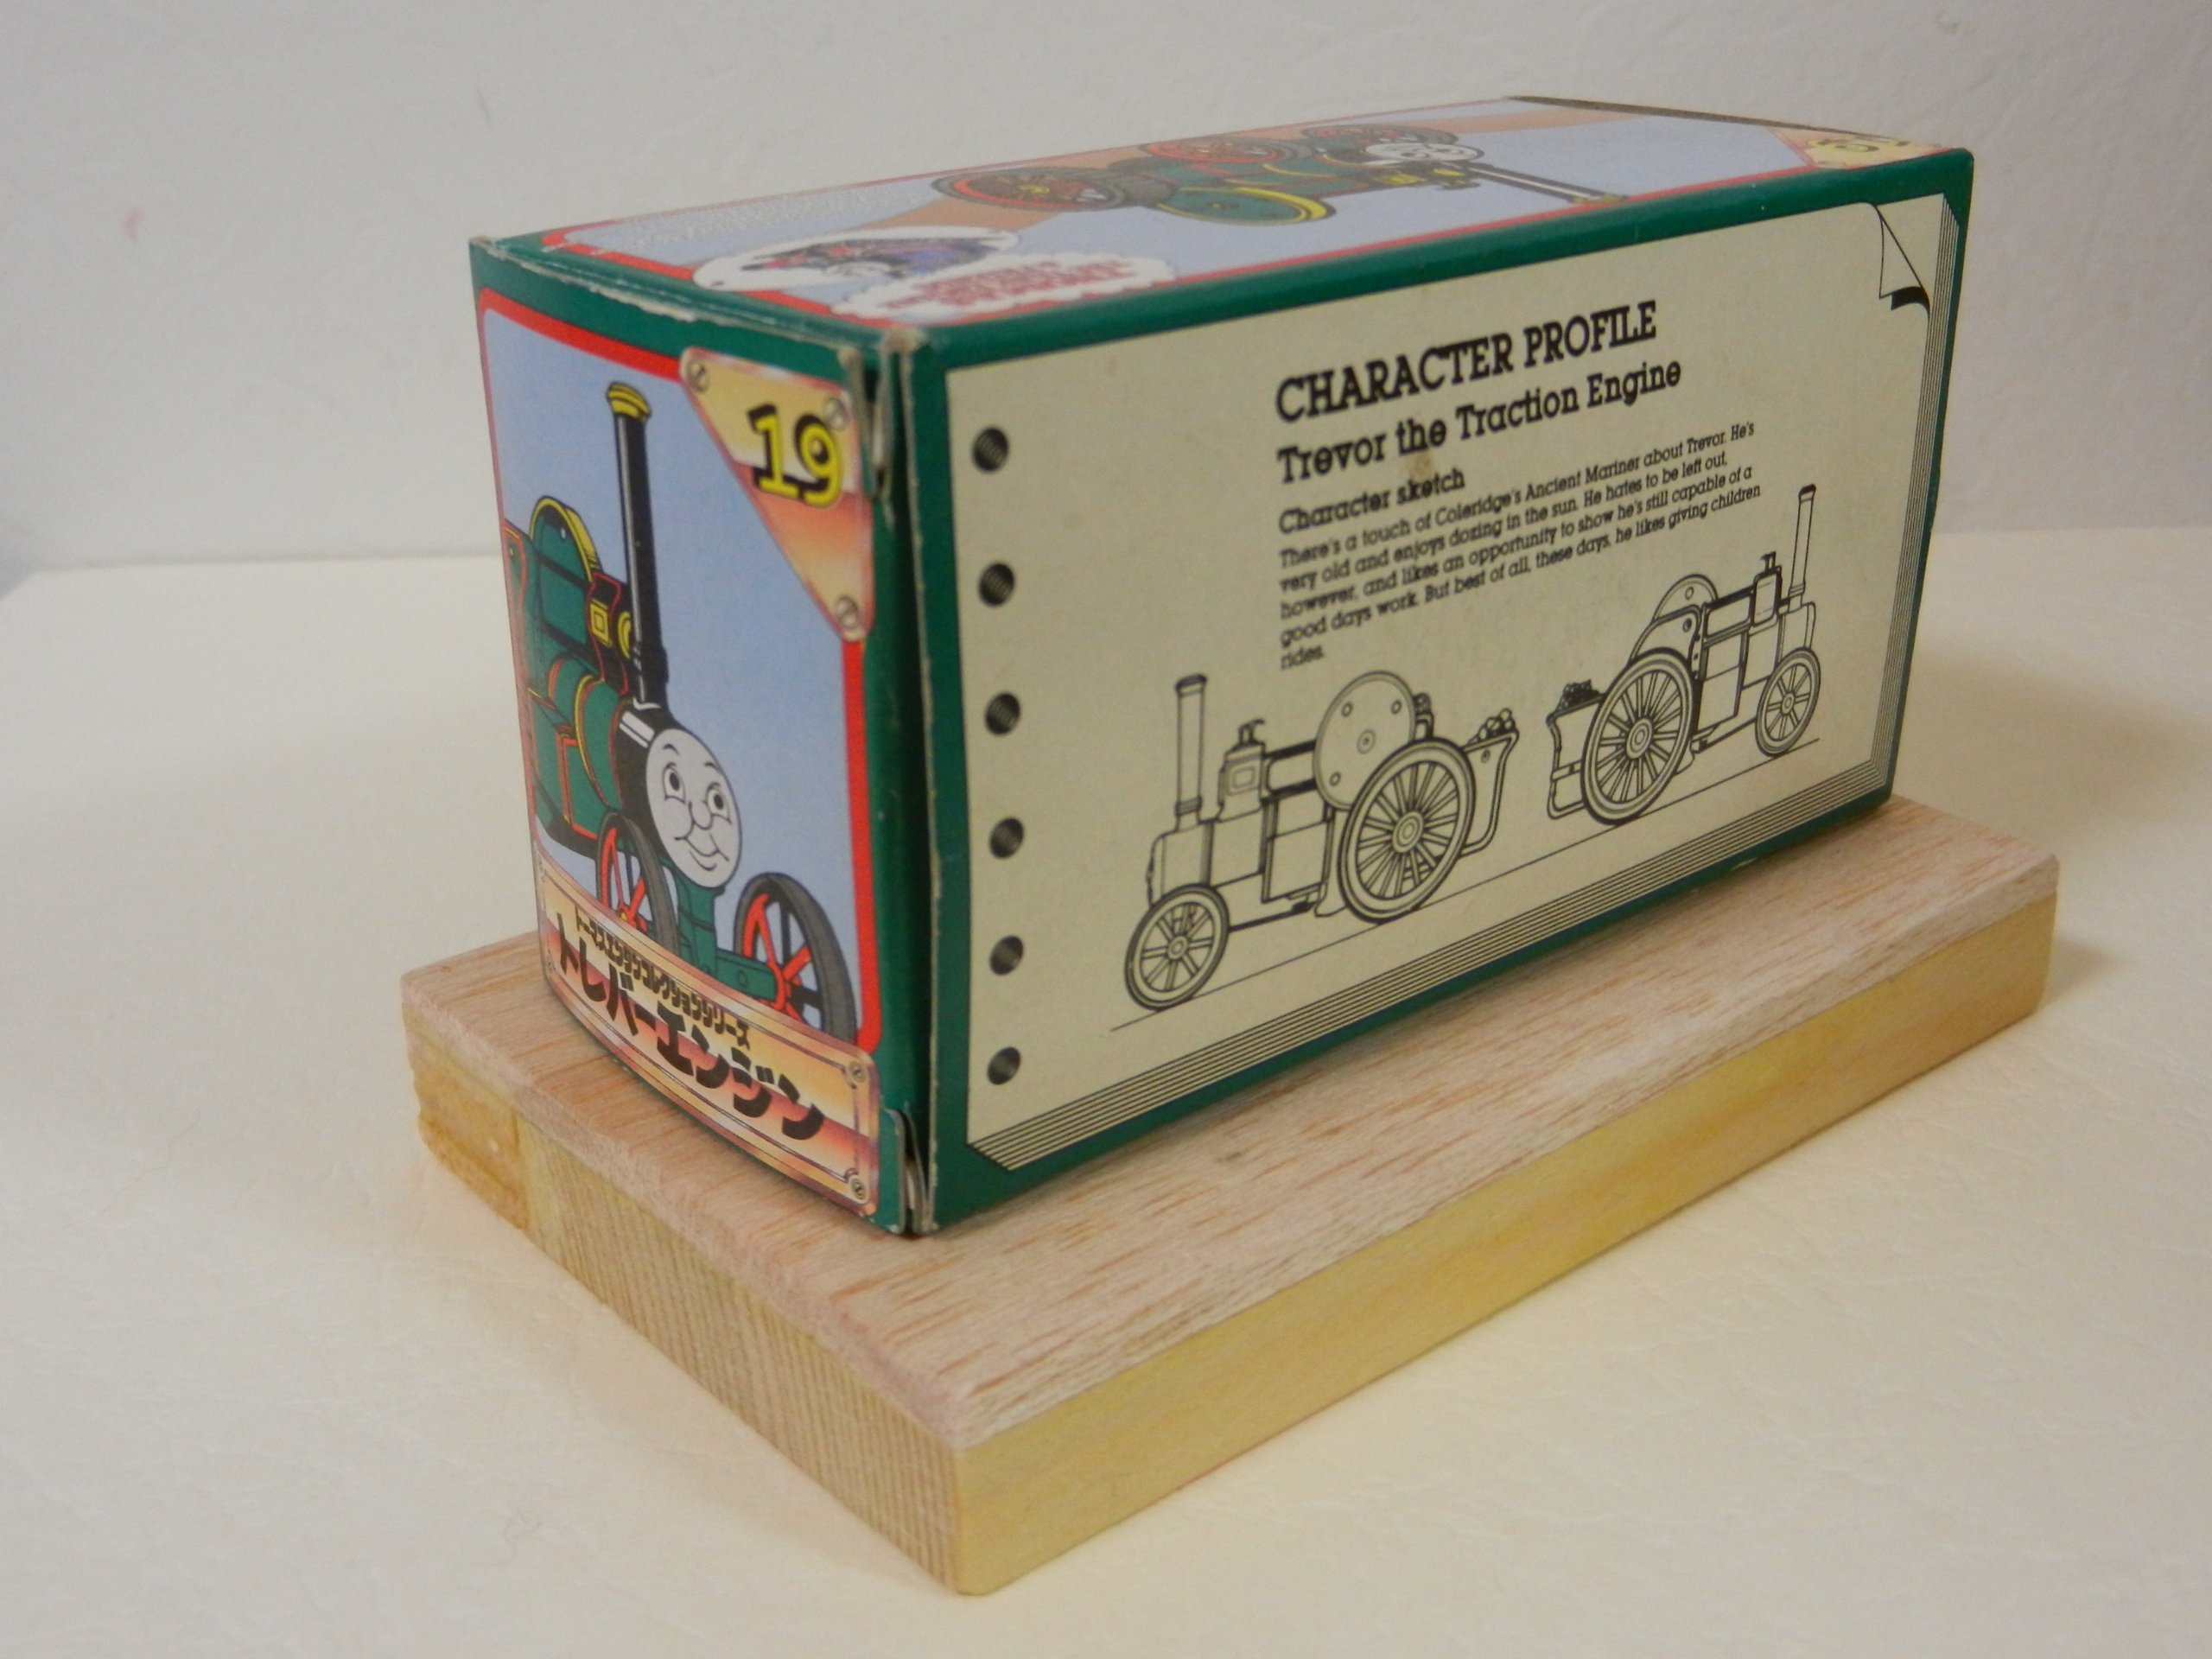 19
トーマスエンジンコレクションシリーズ
トレバーエンジン
CHARACTER PROFILE
Trevor the Traction Engine
Character sketch
There's a touch of Coleridge's Ancient Mariner about Trevor. He's
very old and enjoys dozing in the sun. He hates to be left out,
however, and likes an opportunity to show he's still capable of a
good days work. But best of all, these days, he likes giving children
rides.